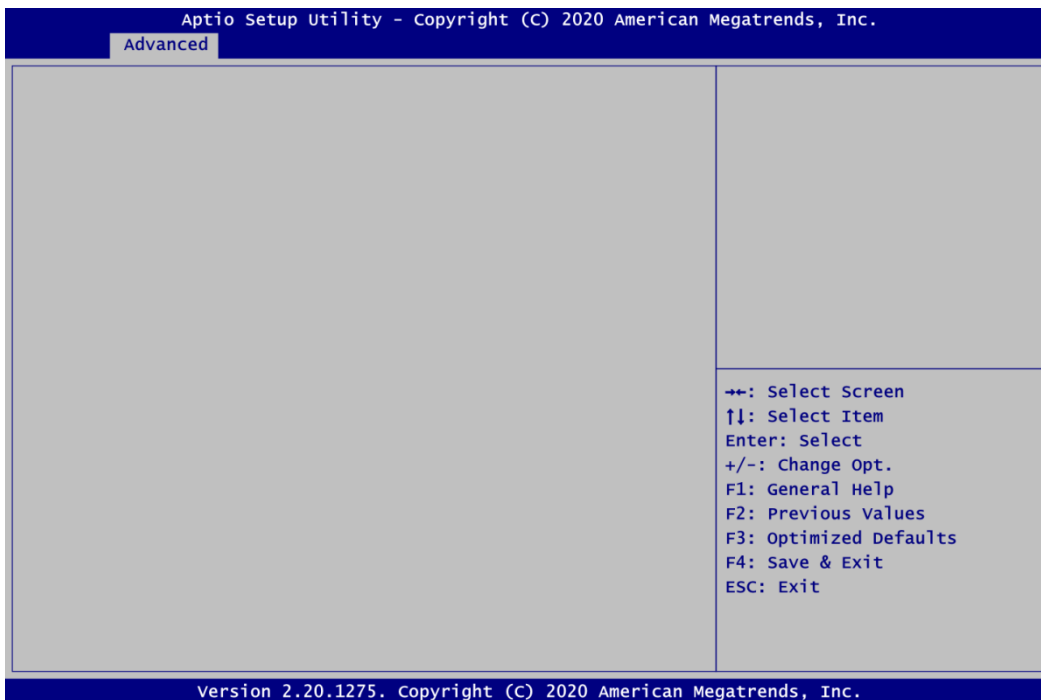 Aptio Setup Utility - Copyright (C) 2020 American Megatrends, Inc.
Advanced
→←: Select Screen
↑↓: Select Item
Enter: Select
+/-: Change Opt.
F1: General Help
F2: Previous Values
F3: Optimized Defaults
F4: Save & Exit
ESC: Exit
Version 2.20.1275. Copyright (C) 2020 American Megatrends, Inc.